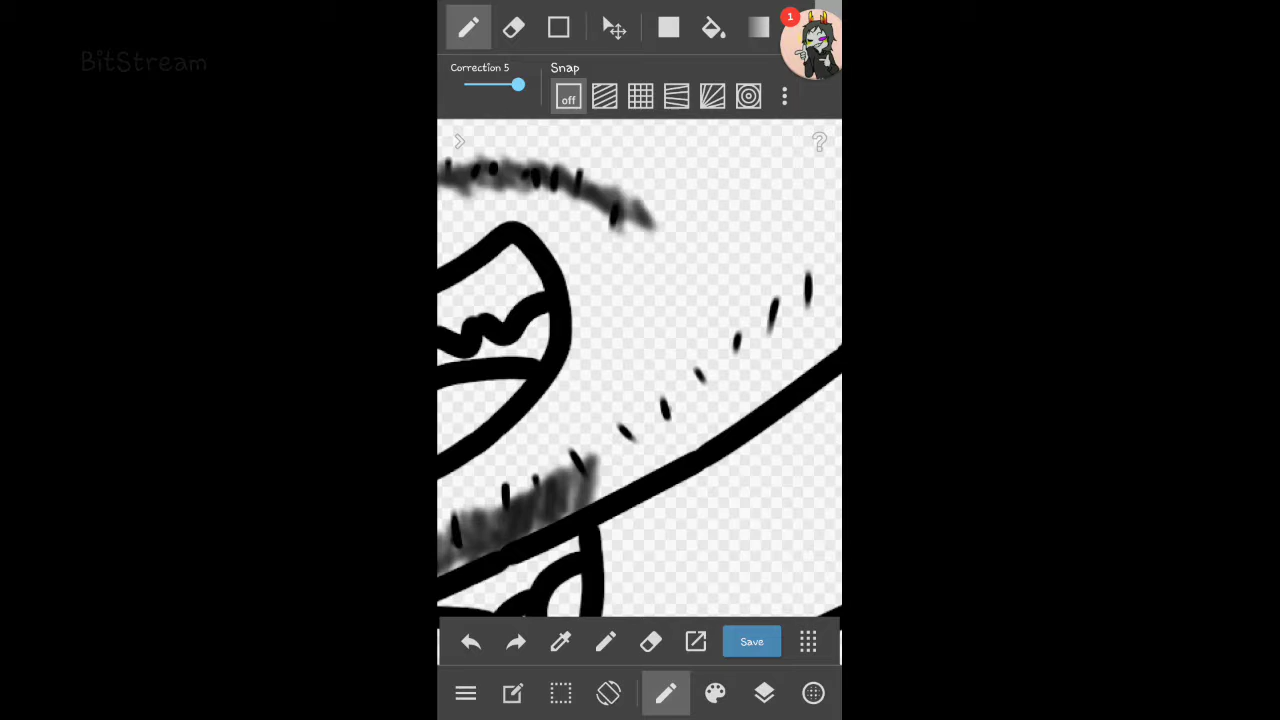 BitStream
1
Correction 5
Snap
off
?
Save